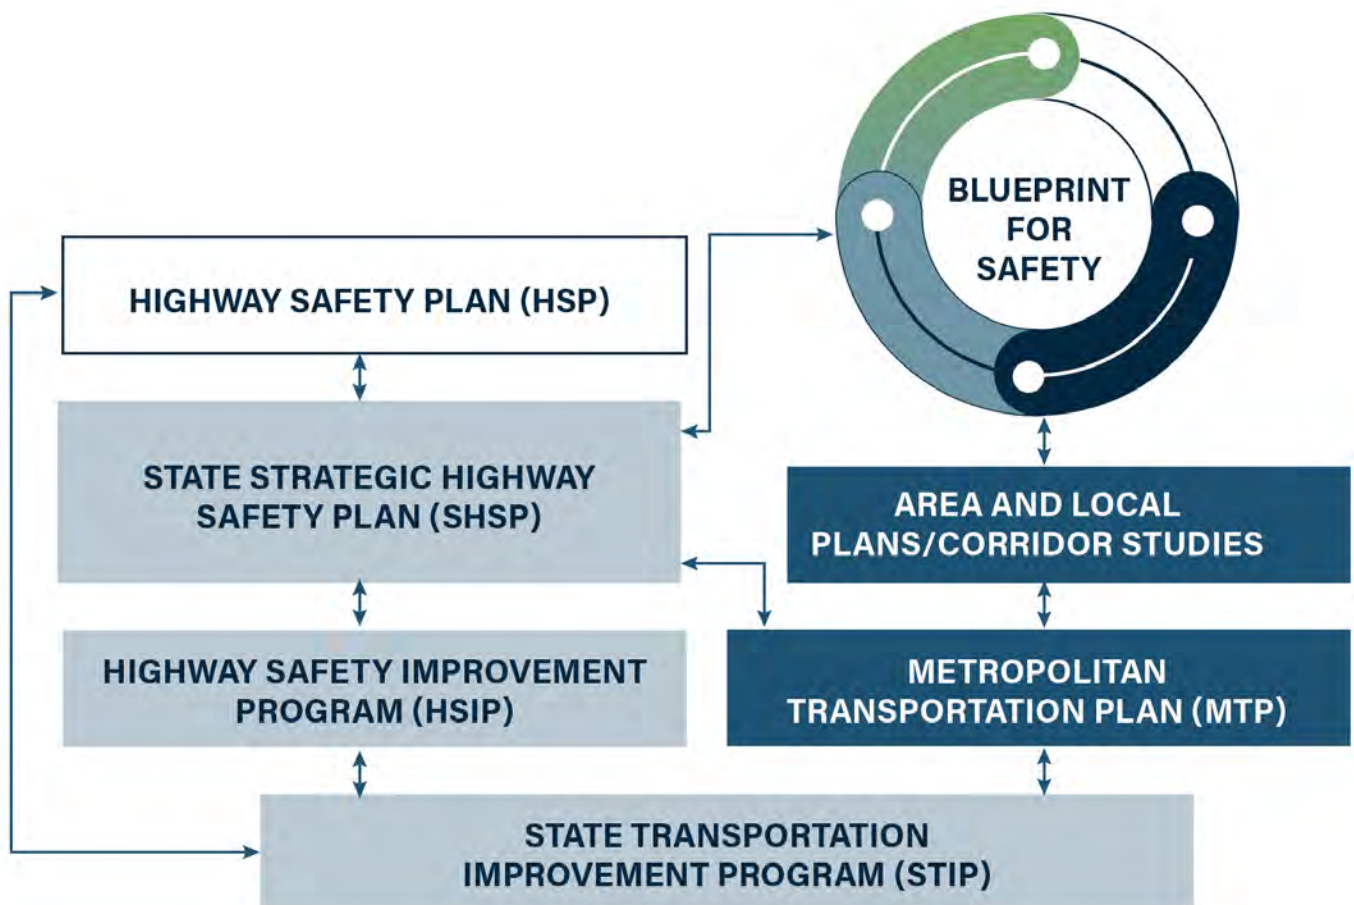 BLUEPRINT
FOR
SAFETY
HIGHWAY SAFETY PLAN (HSP)
STATE STRATEGIC HIGHWAY
SAFETY PLAN (SHSP)
AREA AND LOCAL
PLANS/CORRIDOR STUDIES
HIGHWAY SAFETY IMPROVEMENT
PROGRAM (HSIP)
METROPOLITAN
TRANSPORTATION PLAN (MTP)
STATE TRANSPORTATION
IMPROVEMENT PROGRAM (STIP)